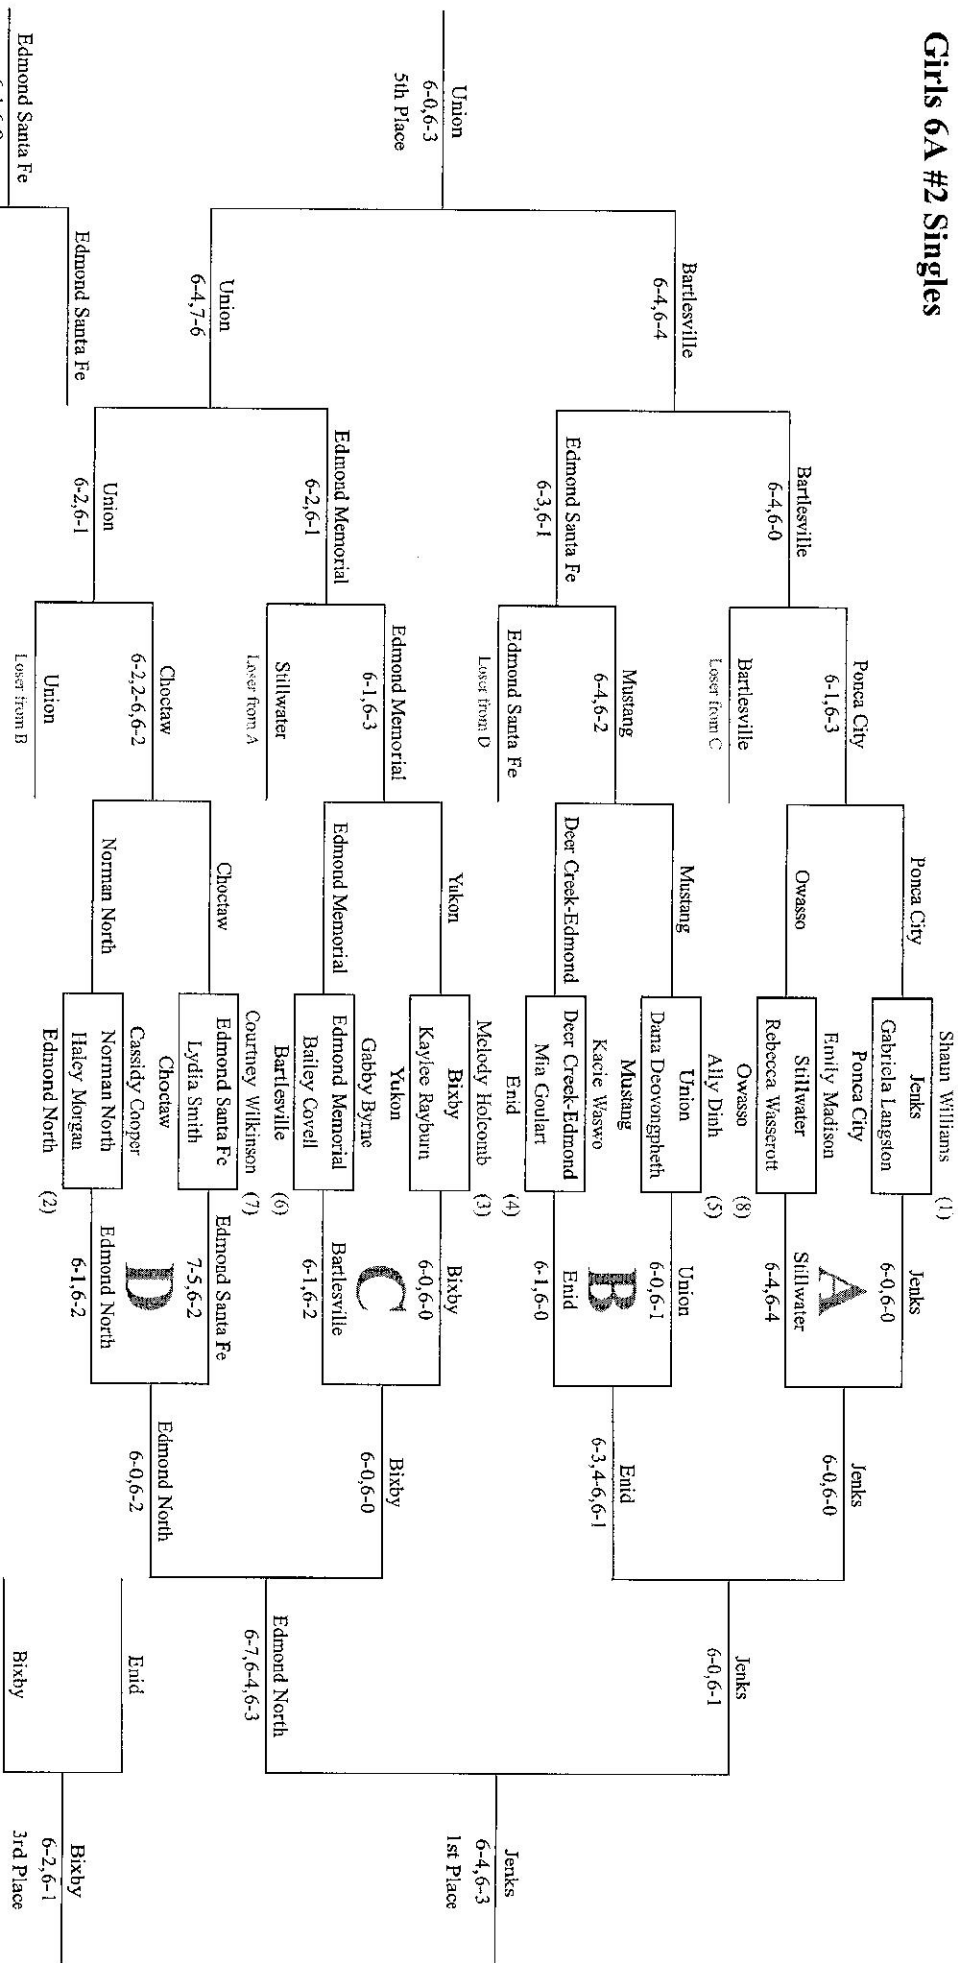 Girls 6A #2 Singles
Shaun Williams (1)
Jenks
Gabriela Langston
Ponca City
Emily Madison
Stillwater
Rebecca Wasserott
Owasso (8)
Ally Dinh (5)
Union
Dana Deovongpheth
Mustang
Kacie Waswo
Deer Creek-Edmond
Mia Goulart
Enid (4)
Melody Holcomb (3)
Bixby
Kaylee Rayburn
Yukon
Gabby Byrne
Edmond Memorial
Bailey Covell
Bartlesville (6)
Courtney Wilkinson (7)
Edmond Santa Fe
Lydia Smith
Choctaw
Cassidy Cooper
Norman North
Haley Morgan
Edmond North (2)
Jenks
6-0,6-0
A
Stillwater
6-4,6-4
Union
6-0,6-1
B
Enid
6-1,6-0
Bixby
6-0,6-0
C
Bartlesville
6-1,6-2
Edmond Santa Fe
7-5,6-2
D
Edmond North
6-1,6-2
Jenks
6-0,6-0
Enid
6-3,4-6,6-1
Bixby
6-0,6-0
Edmond North
6-0,6-2
Jenks
6-0,6-1
Edmond North
6-7,6-4,6-3
Jenks
6-4,6-3
1st Place
Enid
Bixby
Bixby
6-2,6-1
3rd Place
Ponca City
Owasso
Mustang
Deer Creek-Edmond
Yukon
Edmond Memorial
Choctaw
Norman North
Ponca City
6-1,6-3
Bartlesville
Loser from C
Mustang
6-4,6-2
Edmond Santa Fe
Loser from D
Edmond Memorial
6-1,6-3
Stillwater
Loser from A
Choctaw
6-2,2-6,6-2
Union
Loser from B
Bartlesville
6-4,6-0
Edmond Santa Fe
6-3,6-1
Edmond Memorial
6-2,6-1
Union
6-2,6-1
Bartlesville
6-4,6-4
Union
6-4,7-6
Edmond Santa Fe
Union
6-0,6-3
5th Place
Edmond Santa Fe